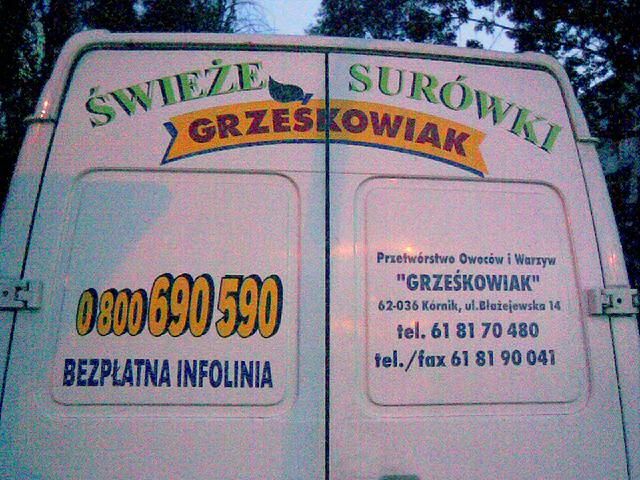 ŚWIEŻE SURÓWKI
GRZEŚKOWIAK
0 800 690 590
BEZPŁATNA INFOLINIA
Przetwórstwo Owoców i Warzyw
"GRZEŚKOWIAK"
62-036 Kórnik, ul.Błażejewska 14
tel. 61 81 70 480
tel./fax 61 81 90 041